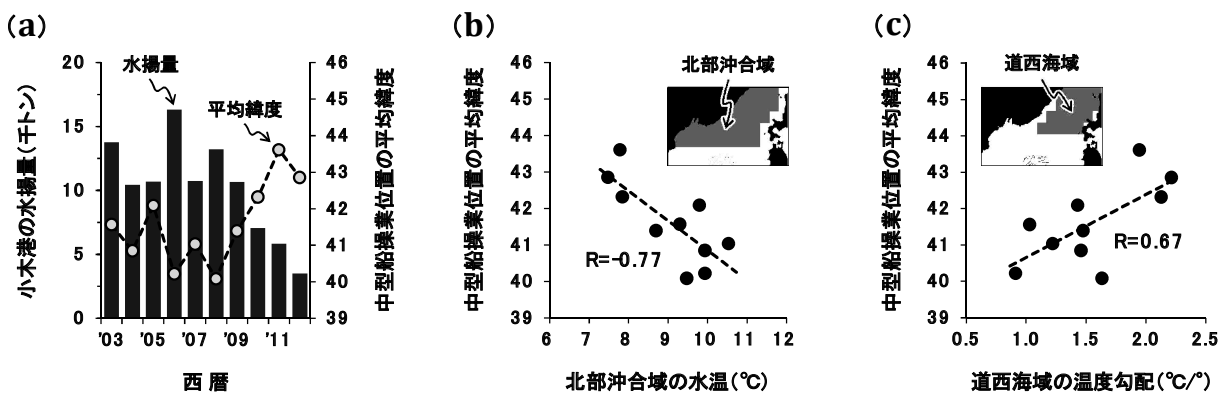 (a)
水揚量
平均緯度
小木港の水揚量（千トン）
20
15
10
5
0
46
45
44
43
42
41
40
39
中型船操業位置の平均緯度
'03
'05
'07
'09
'11
西暦
(b)
北部沖合域
中型船操業位置の平均緯度
46
45
44
43
42
41
40
39
R=-0.77
6
7
8
9
10
11
12
北部沖合域の水温(℃)
(c)
道西海域
中型船操業位置の平均緯度
46
45
44
43
42
41
40
39
R=0.67
0.5
1.0
1.5
2.0
2.5
道西海域の温度勾配(℃/°)